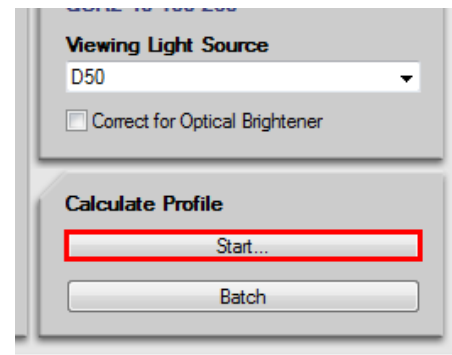 Viewing Light Source
D50
Correct for Optical Brightener
Calculate Profile
Start...
Batch